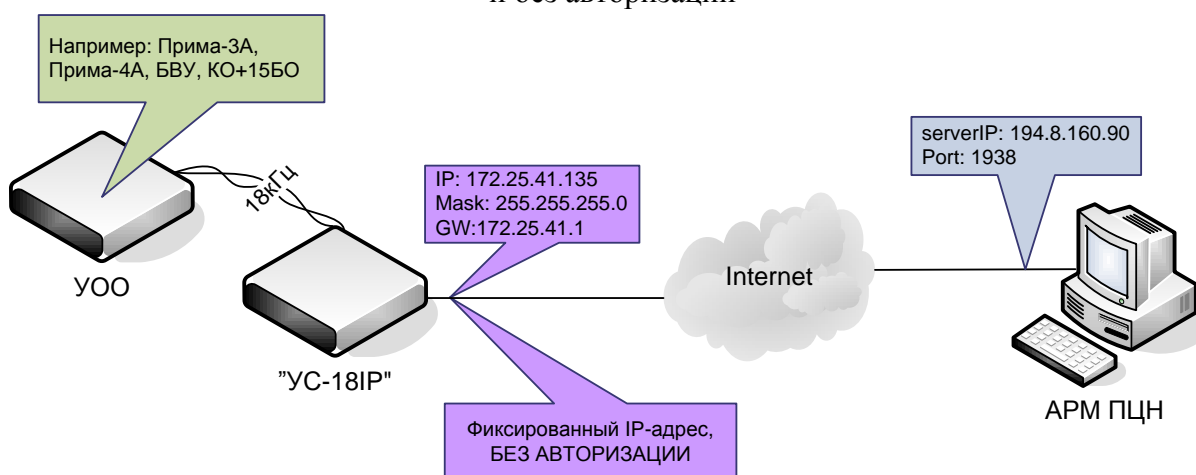 и без авторизации
Например: Прима-3А,
Прима-4А, БВУ, КО+15БО
serverIP: 194.8.160.90
Port: 1938
18кГц
IP: 172.25.41.135
Mask: 255.255.255.0
GW:172.25.41.1
Internet
УОО
"УС-18IP"
АРМ ПЦН
Фиксированный IP-адрес,
БЕЗ АВТОРИЗАЦИИ